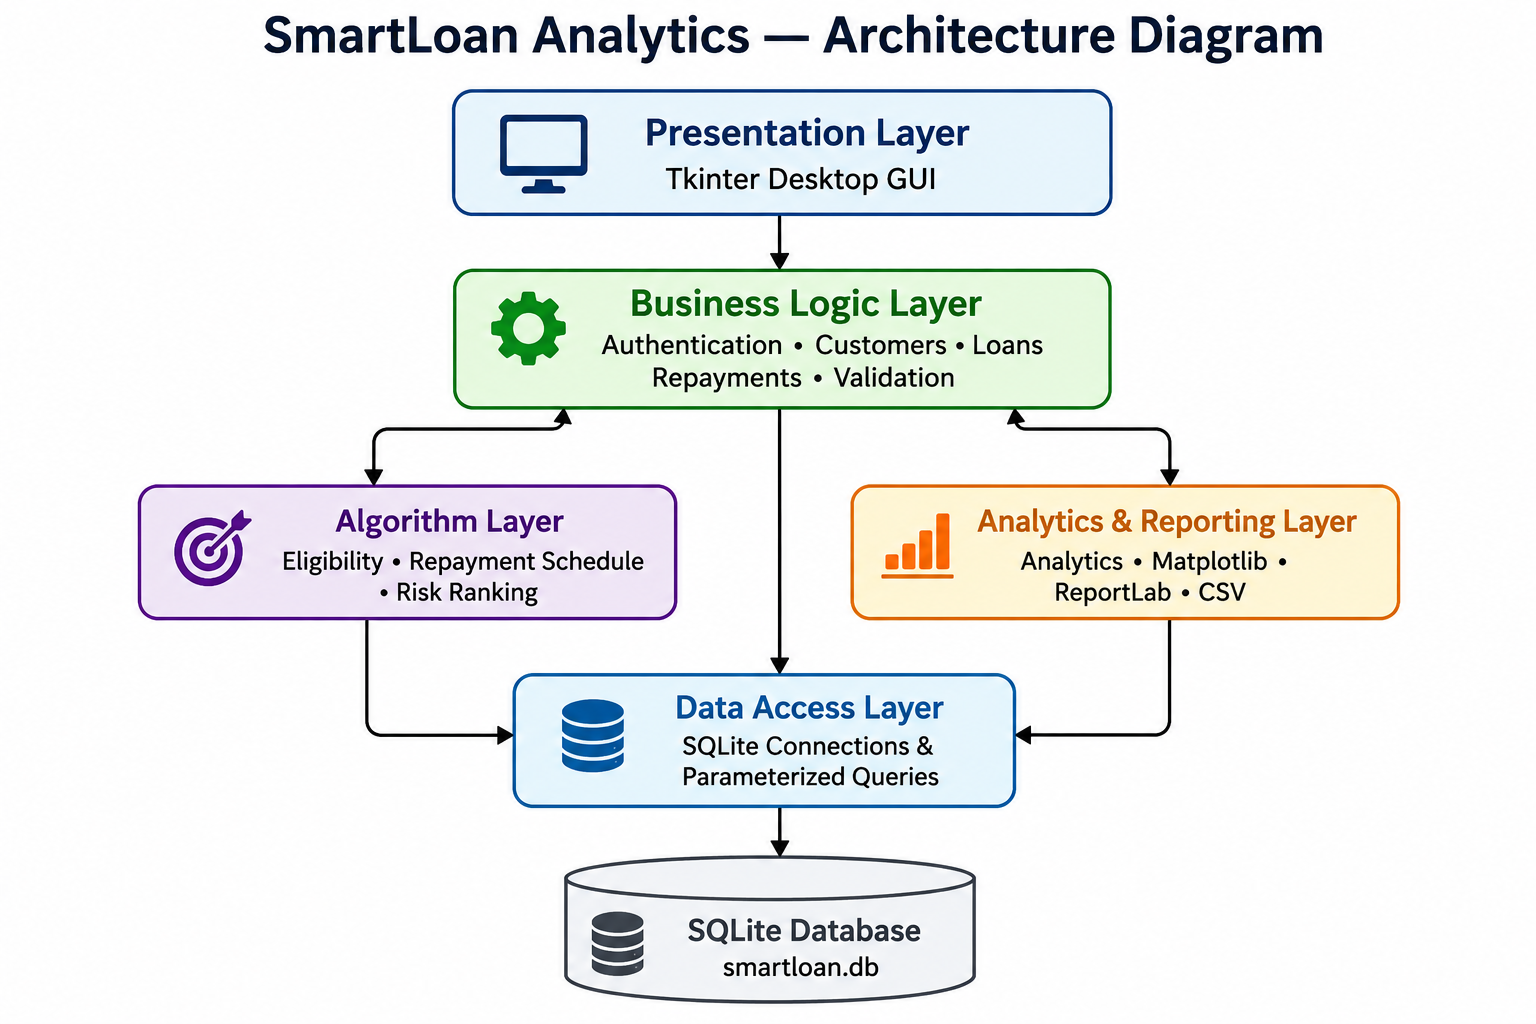 SmartLoan Analytics — Architecture Diagram
Presentation Layer
Tkinter Desktop GUI
Business Logic Layer
Authentication • Customers • Loans
Repayments • Validation
Algorithm Layer
Eligibility • Repayment Schedule
• Risk Ranking
Analytics & Reporting Layer
Analytics • Matplotlib •
ReportLab • CSV
Data Access Layer
SQLite Connections &
Parameterized Queries
SQLite Database
smartloan.db